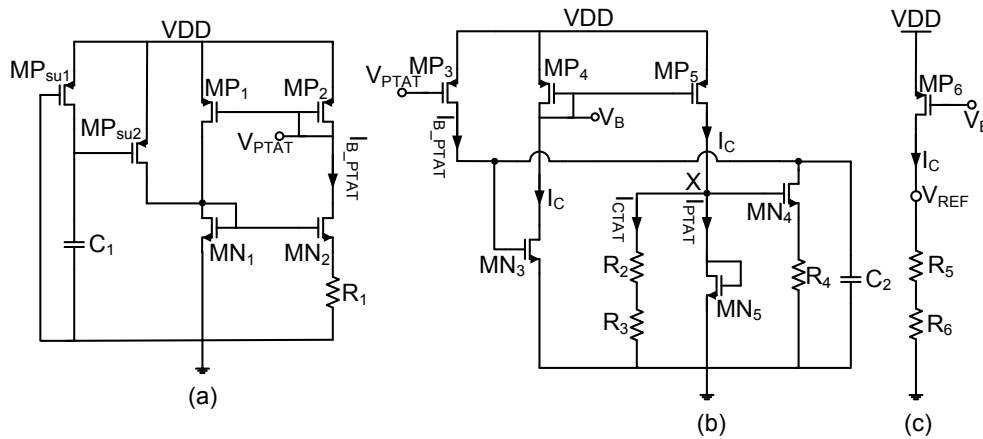 VDD
MPsu1
MP1
MP2
MPsu2
VPTAT
IB_PTAT
C1
MN1
MN2
R1
(a)
VDD
VPTAT
MP3
MP4
MP5
VB
IB_PTAT
IC
IC
X
ICTAT
IPTAT
MN4
MN3
R2
R3
MN5
R4
C2
(b)
VDD
MP6
VB
IC
VREF
R5
R6
(c)